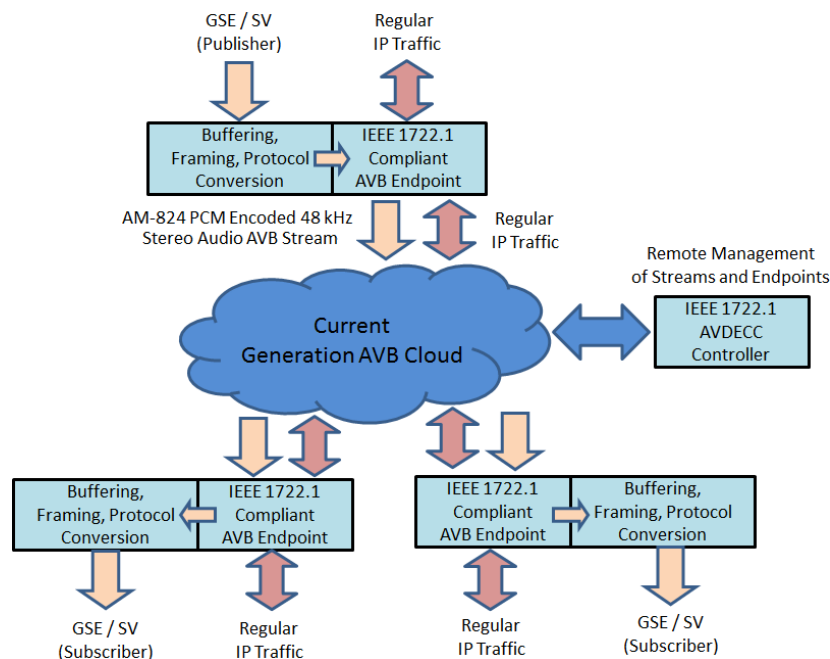 GSE / SV
(Publisher)
Regular
IP Traffic
Buffering,
Framing, Protocol
Conversion
IEEE 1722.1
Compliant
AVB Endpoint
AM-824 PCM Encoded 48 kHz
Stereo Audio AVB Stream
Regular
IP Traffic
Remote Management
of Streams and Endpoints
IEEE 1722.1
AVDECC
Controller
Current
Generation AVB Cloud
Buffering,
Framing, Protocol
Conversion
IEEE 1722.1
Compliant
AVB Endpoint
IEEE 1722.1
Compliant
AVB Endpoint
Buffering,
Framing, Protocol
Conversion
GSE / SV
(Subscriber)
Regular
IP Traffic
Regular
IP Traffic
GSE / SV
(Subscriber)